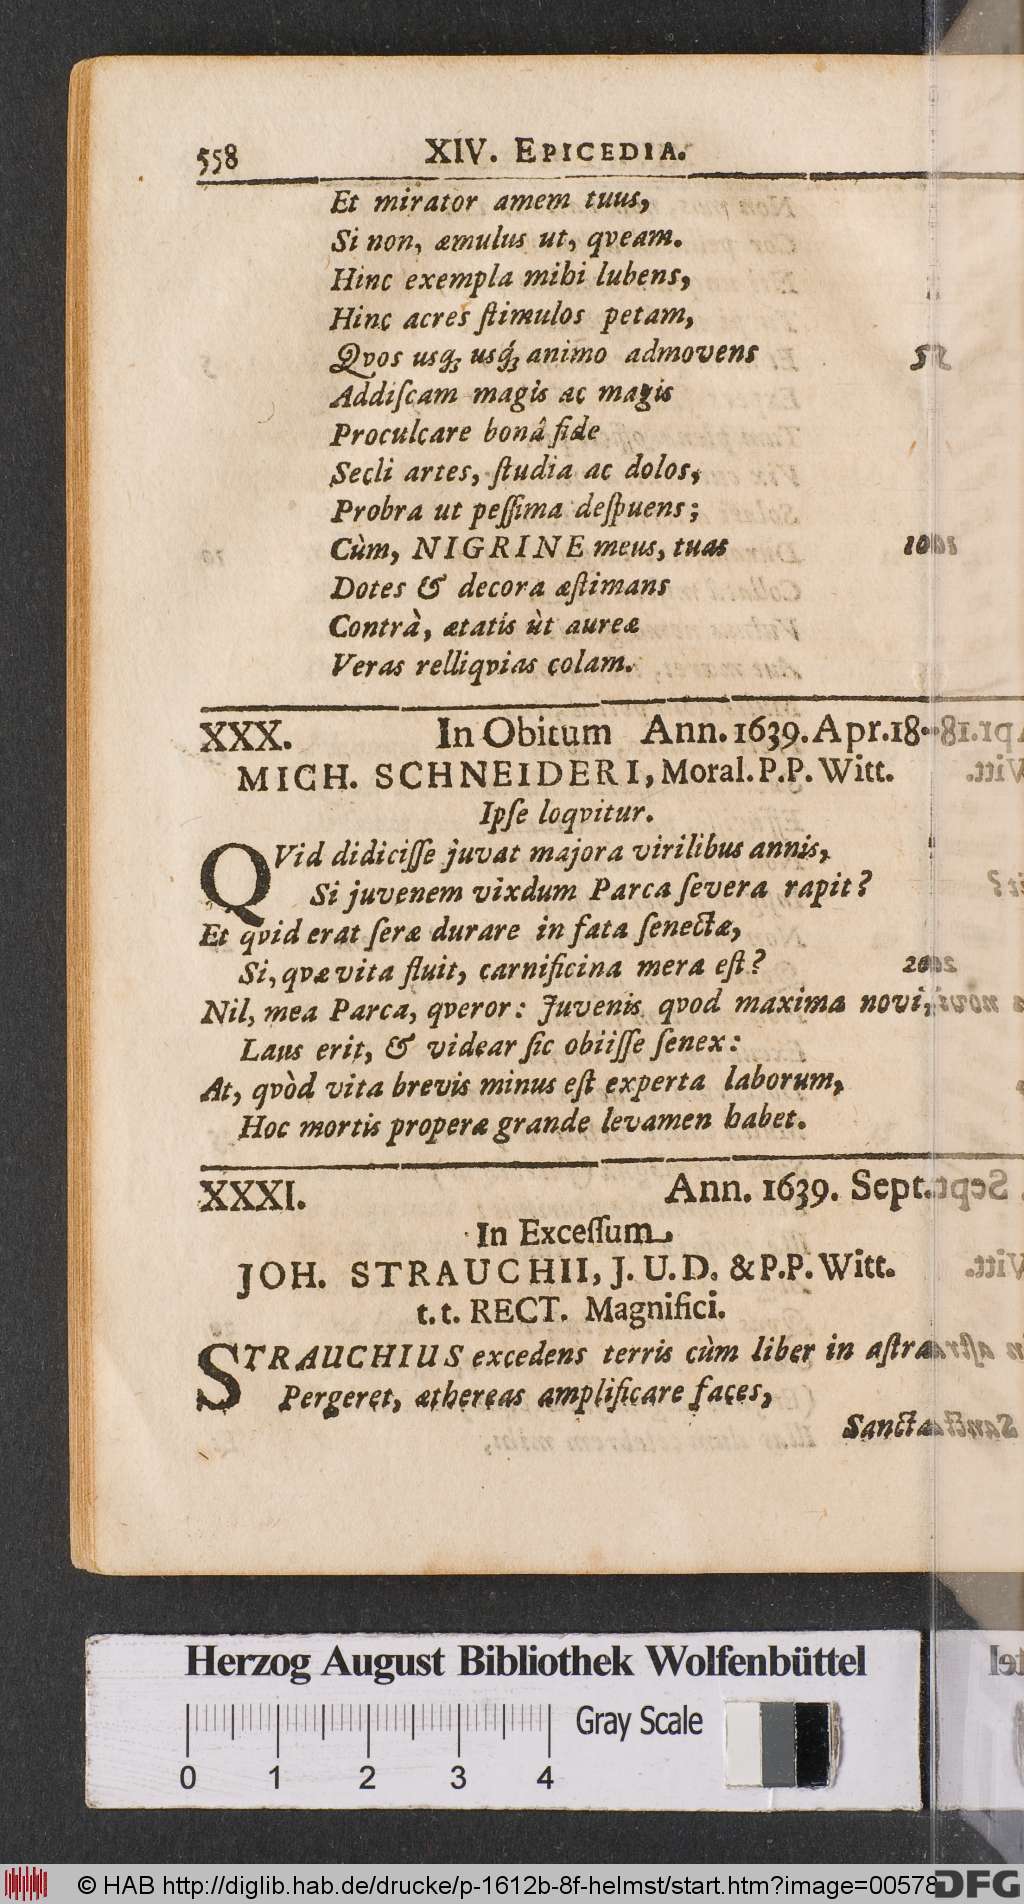 558 XIV. EPICEDIA.
Et mirator amem tuus,
Si non, æmulus ut, qveam.
Hinc exempla mihi lubens,
Hinc acres ſtimulos petam,
Qvos usq́; usq́; animo admovens
Addiſcam magìs ac magìs
Proculcare bonâ fide
Secli artes, ſtudia ac dolos,
Probra ut peſſima deſpuens;
Cùm, NIGRINE meus, tuas
Dotes & decora æſtimans
Contrà, ætatis ùt aureæ
Veras relliqvias colam.
XXX. In Obitum Ann. 1639. Apr. 18.
MICH. SCHNEIDERI, Moral. P.P. Witt.
Ipſe loqvitur.
QVid didiciſſe juvat majora virilibus annis,
Si juvenem vixdum Parca ſevera rapit?
Et qvid erat ſeræ durare in fata ſenectæ,
Si, qvæ vita fluit, carnificina mera eſt?
Nil, mea Parca, qveror: Juvenis qvod maxima novi,
Laus erit, & videar ſic obiiſſe ſenex:
At, qvòd vita brevis minus eſt experta laborum,
Hoc mortis properæ grande levamen habet.
XXXI. Ann. 1639. Sept.
In Exceſſum
JOH. STRAUCHII, J.U.D. & P.P. Witt.
t.t. RECT. Magnifici.
STRAUCHIUS excedens terris cùm liber in aſtra
Pergeret, æthereas amplificare faces,
Sancta
Herzog August Bibliothek Wolfenbüttel
Gray Scale
0 1 2 3 4
© HAB http://diglib.hab.de/drucke/p-1612b-8f-helmst/start.htm?image=00578
DFG